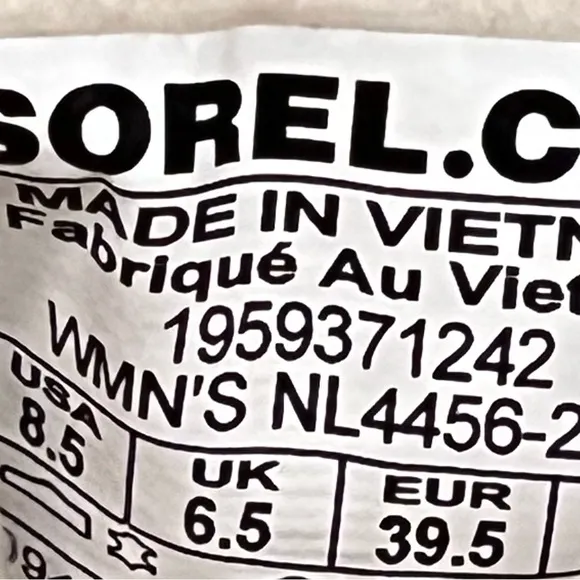 SOREL.C
MADE IN VIETN
Fabriqué Au Viet
1959371242
WMN'S NL4456-2
USA UK EUR
8.5 6.5 39.5